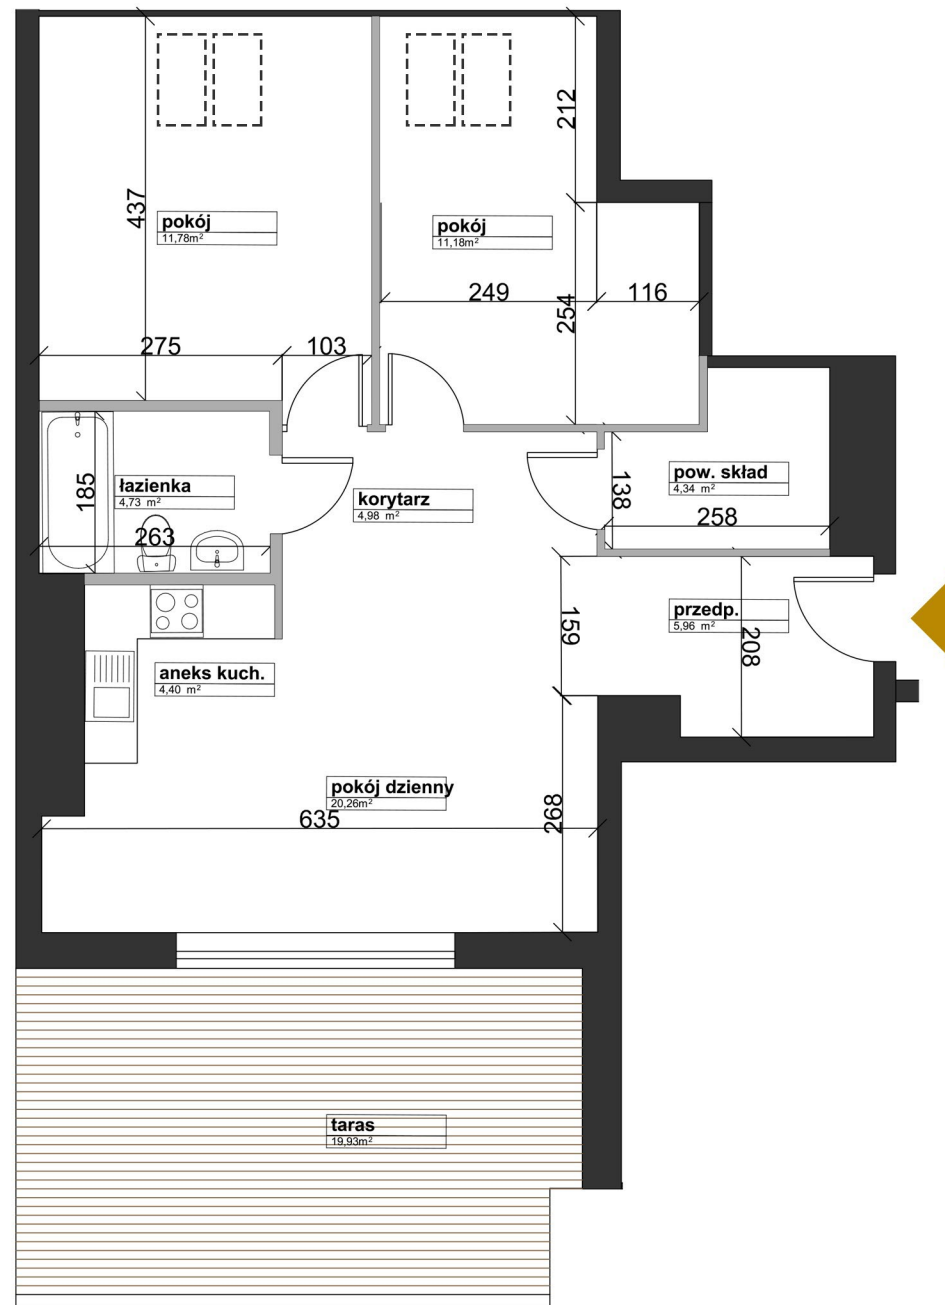 212
437
pokój
11,78m²
pokój
11,18m²
249
116
254
275
103
łazienka
4,73 m²
185
263
korytarz
4,98 m²
pow. skład
4,34 m²
138
258
przedp.
5,96 m²
159
208
aneks kuch.
4,40 m²
pokój dzienny
20,26m²
635
268
taras
19,93m²